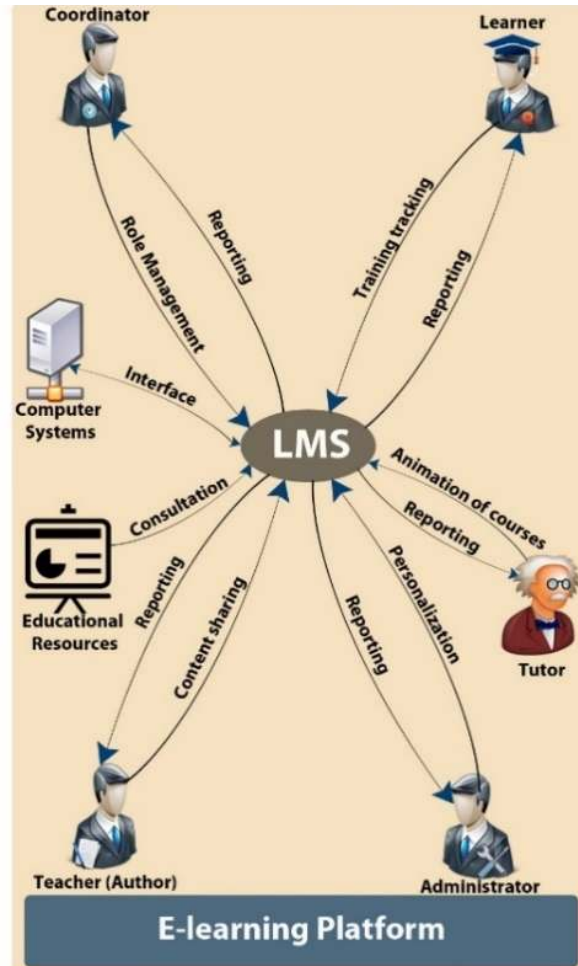 Coordinator
Learner
Role Management
Reporting
Training tracking
Reporting
Computer
Systems
Interface
LMS
Educational
Resources
Consultation
Animation of courses
Reporting
Tutor
Reporting
Content sharing
Reporting
Personalization
Teacher (Author)
Administrator
E-learning Platform